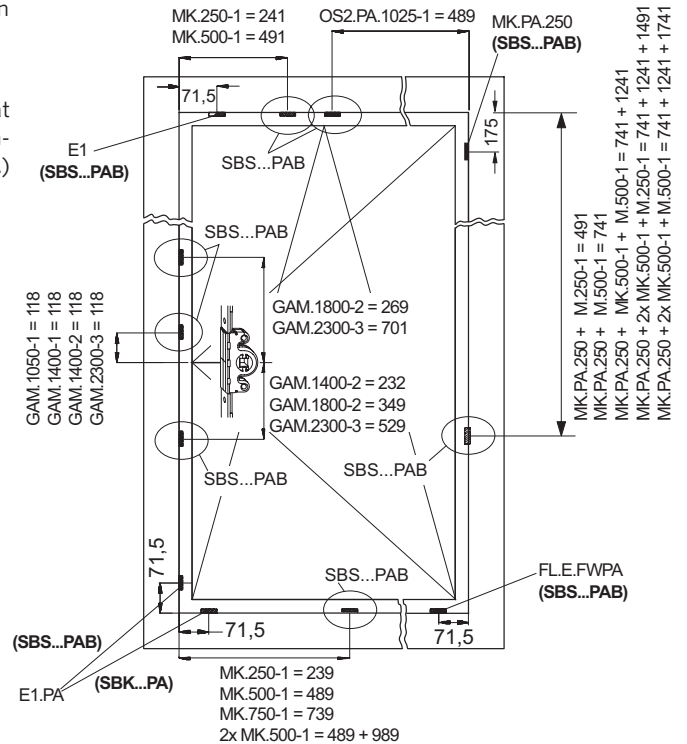 n
at
n-
.)
MK.250-1 = 241
MK.500-1 = 491
OS2.PA.1025-1 = 489
MK.PA.250
(SBS...PAB)
71,5
E1
(SBS...PAB)
SBS...PAB
175
SBS...PAB
GAM.1050-1 = 118
GAM.1400-1 = 118
GAM.1400-2 = 118
GAM.2300-3 = 118
GAM.1800-2 = 269
GAM.2300-3 = 701
GAM.1400-2 = 232
GAM.1800-2 = 349
GAM.2300-3 = 529
MK.PA.250 + M.250-1 = 491
MK.PA.250 + M.500-1 = 741
MK.PA.250 + MK.500-1 + M.500-1 = 741 + 1241
MK.PA.250 + 2x MK.500-1 + M.250-1 = 741 + 1241 + 1491
MK.PA.250 + 2x MK.500-1 + M.500-1 = 741 + 1241 + 1741
SBS...PAB
SBS...PAB
71,5
SBS...PAB
FL.E.FWPA
(SBS...PAB)
71,5
71,5
(SBS...PAB)
E1.PA
(SBK...PA)
MK.250-1 = 239
MK.500-1 = 489
MK.750-1 = 739
2x MK.500-1 = 489 + 989